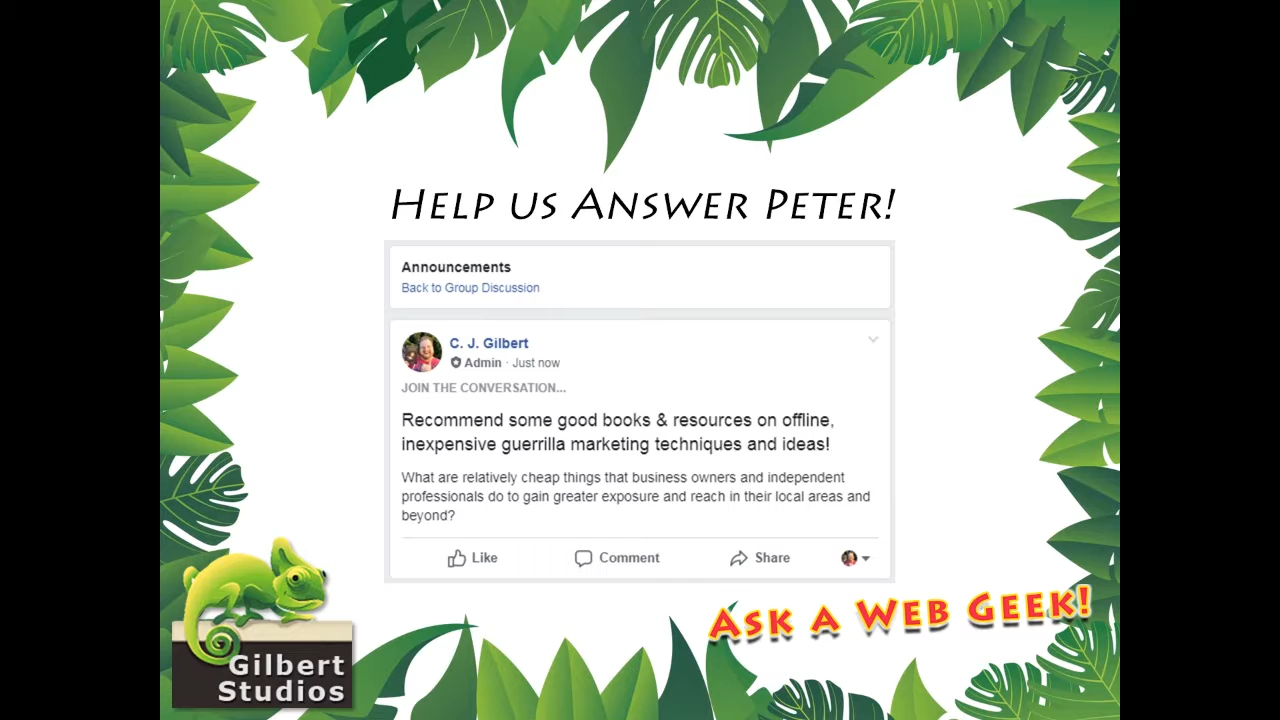 Help us Answer Peter!
Announcements
Back to Group Discussion
C. J. Gilbert
Admin · Just now
JOIN THE CONVERSATION...
Recommend some good books & resources on offline,
inexpensive guerrilla marketing techniques and ideas!
What are relatively cheap things that business owners and independent
professionals do to gain greater exposure and reach in their local areas and
beyond?
Like Comment Share
Ask a Web Geek!
Gilbert
Studios